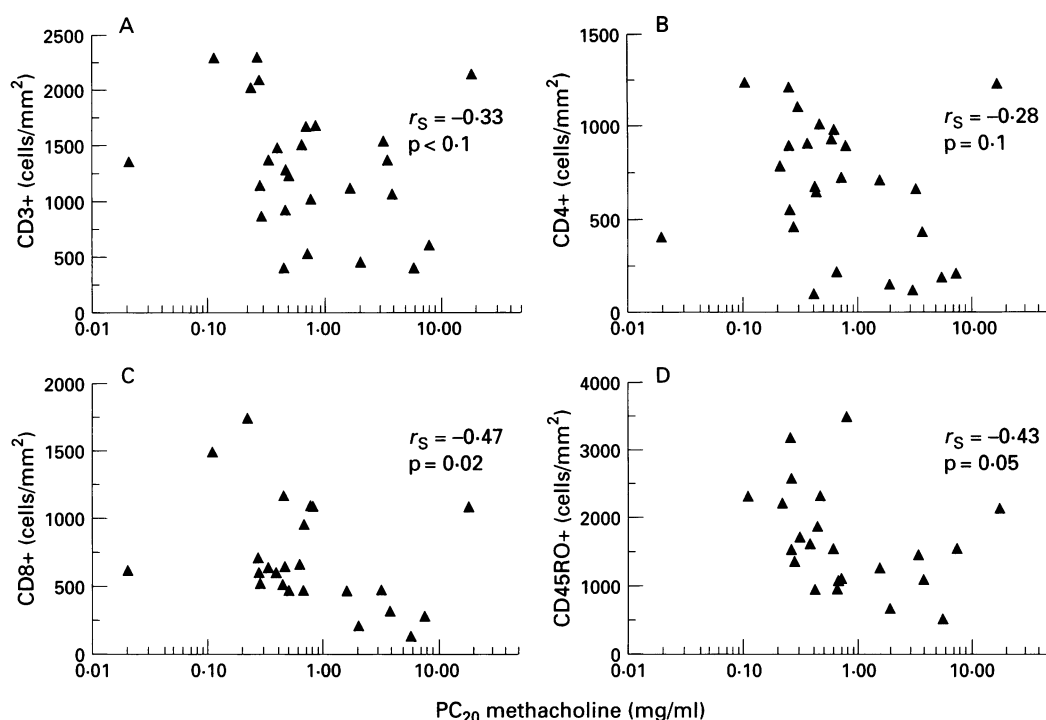 A
2500
2000
1500
1000
500
0
CD3+ (cells/mm²)
r_S = –0·33
p < 0·1
0·01 0·10 1·00 10·00
B
1500
1000
500
0
CD4+ (cells/mm²)
r_S = –0·28
p = 0·1
0·01 0·10 1·00 10·00
C
2000
1500
1000
500
0
CD8+ (cells/mm²)
r_S = –0·47
p = 0·02
0·01 0·10 1·00 10·00
D
4000
3000
2000
1000
0
CD45RO+ (cells/mm²)
r_S = –0·43
p = 0·05
0·01 0·10 1·00 10·00
PC₂₀ methacholine (mg/ml)